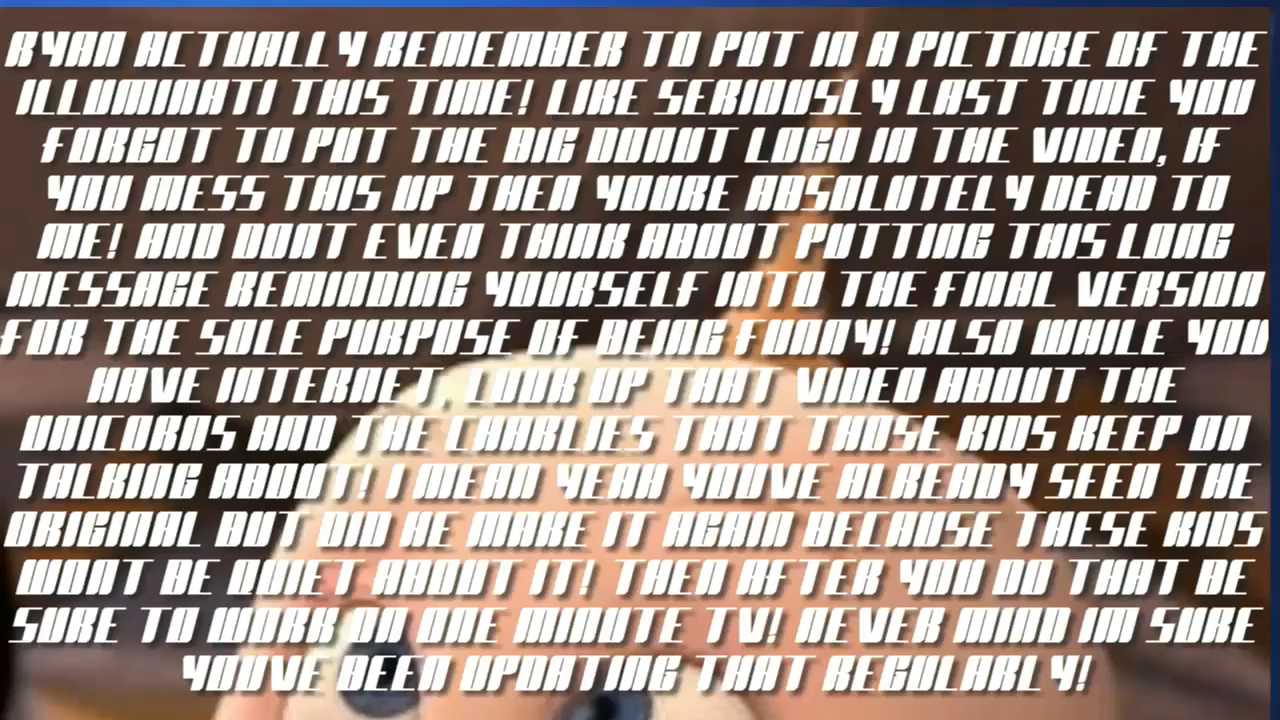 RYAN ACTUALLY REMEMBER TO PUT IN A PICTURE OF THE
ILLUMINATI THIS TIME! LIKE SERIOUSLY LAST TIME YOU
FORGOT TO PUT THE BIG DONUT LOGO IN THE VIDEO, IF
YOU MESS THIS UP THEN YOURE ABSOLUTELY DEAD TO
ME! AND DONT EVEN THINK ABOUT PUTTING THIS LONG
MESSAGE REMINDING YOURSELF INTO THE FINAL VERSION
FOR THE SOLE PURPOSE OF BEING FUNNY! ALSO WHILE YOU
HAVE INTERNET, LOOK UP THAT VIDEO ABOUT THE
UNICORNS AND THE CHARLIES THAT THOSE KIDS KEEP ON
TALKING ABOUT! I MEAN YEAH YOUVE ALREADY SEEN THE
ORIGINAL BUT DID HE MAKE IT AGAIN BECAUSE THESE KIDS
WONT BE QUIET ABOUT IT! THEN AFTER YOU DO THAT BE
SURE TO WORK ON ONE MINUTE TV! NEVER MIND IM SURE
YOUVE BEEN UPDATING THAT REGULARLY!